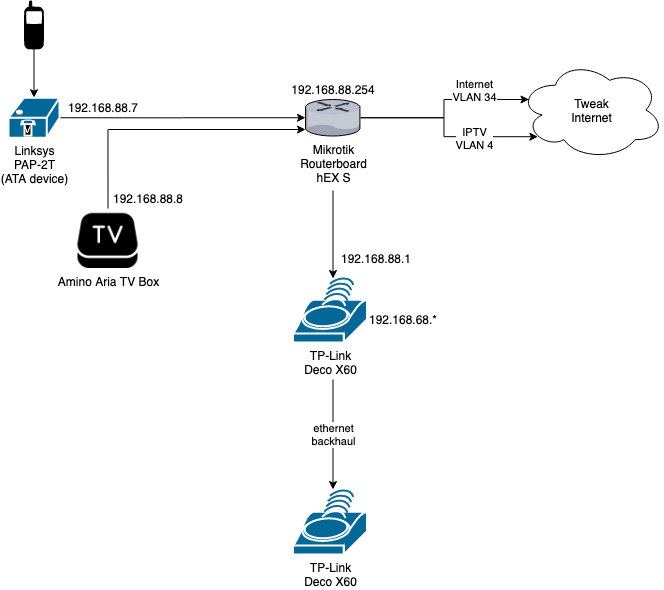 192.168.88.7
192.168.88.254
Internet
VLAN 34
IPTV
VLAN 4
Tweak
Internet
Linksys
PAP-2T
(ATA device)
Mikrotik
Routerboard
hEX S
192.168.88.8
TV
Amino Aria TV Box
192.168.88.1
192.168.68.*
TP-Link
Deco X60
ethernet
backhaul
TP-Link
Deco X60